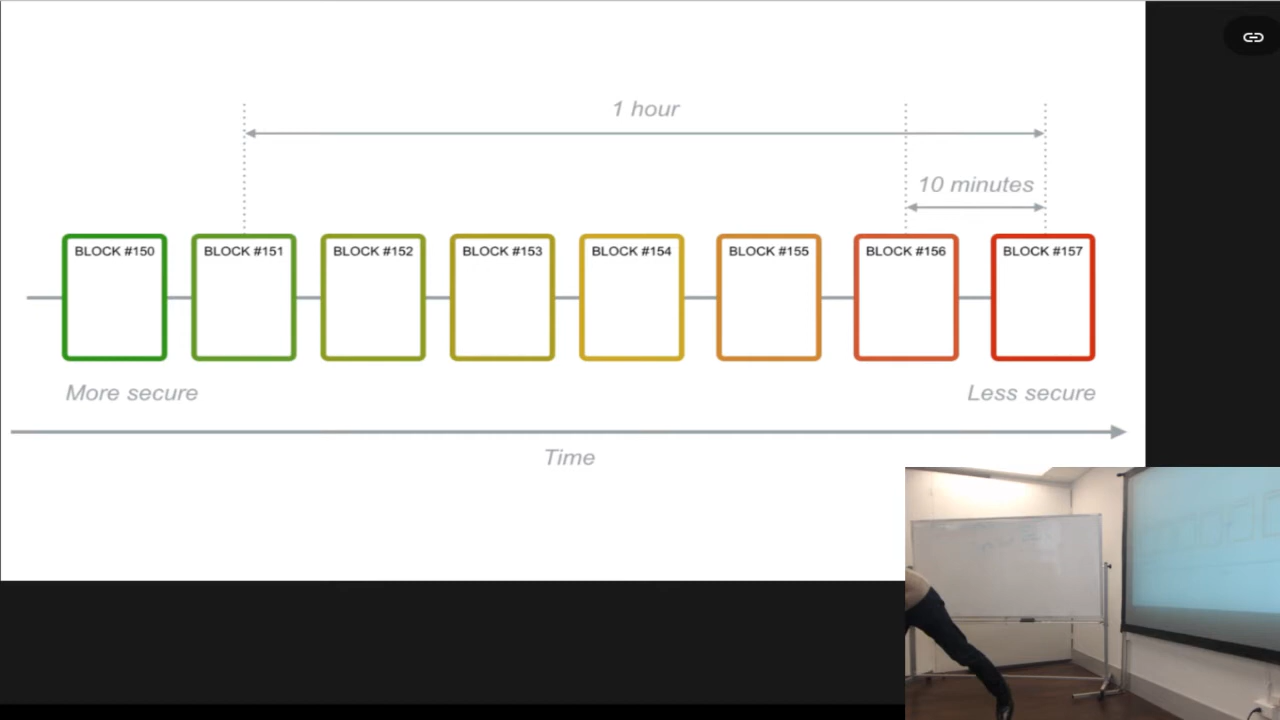 1 hour
10 minutes
BLOCK #150 BLOCK #151 BLOCK #152 BLOCK #153 BLOCK #154 BLOCK #155 BLOCK #156 BLOCK #157
More secure Less secure
Time